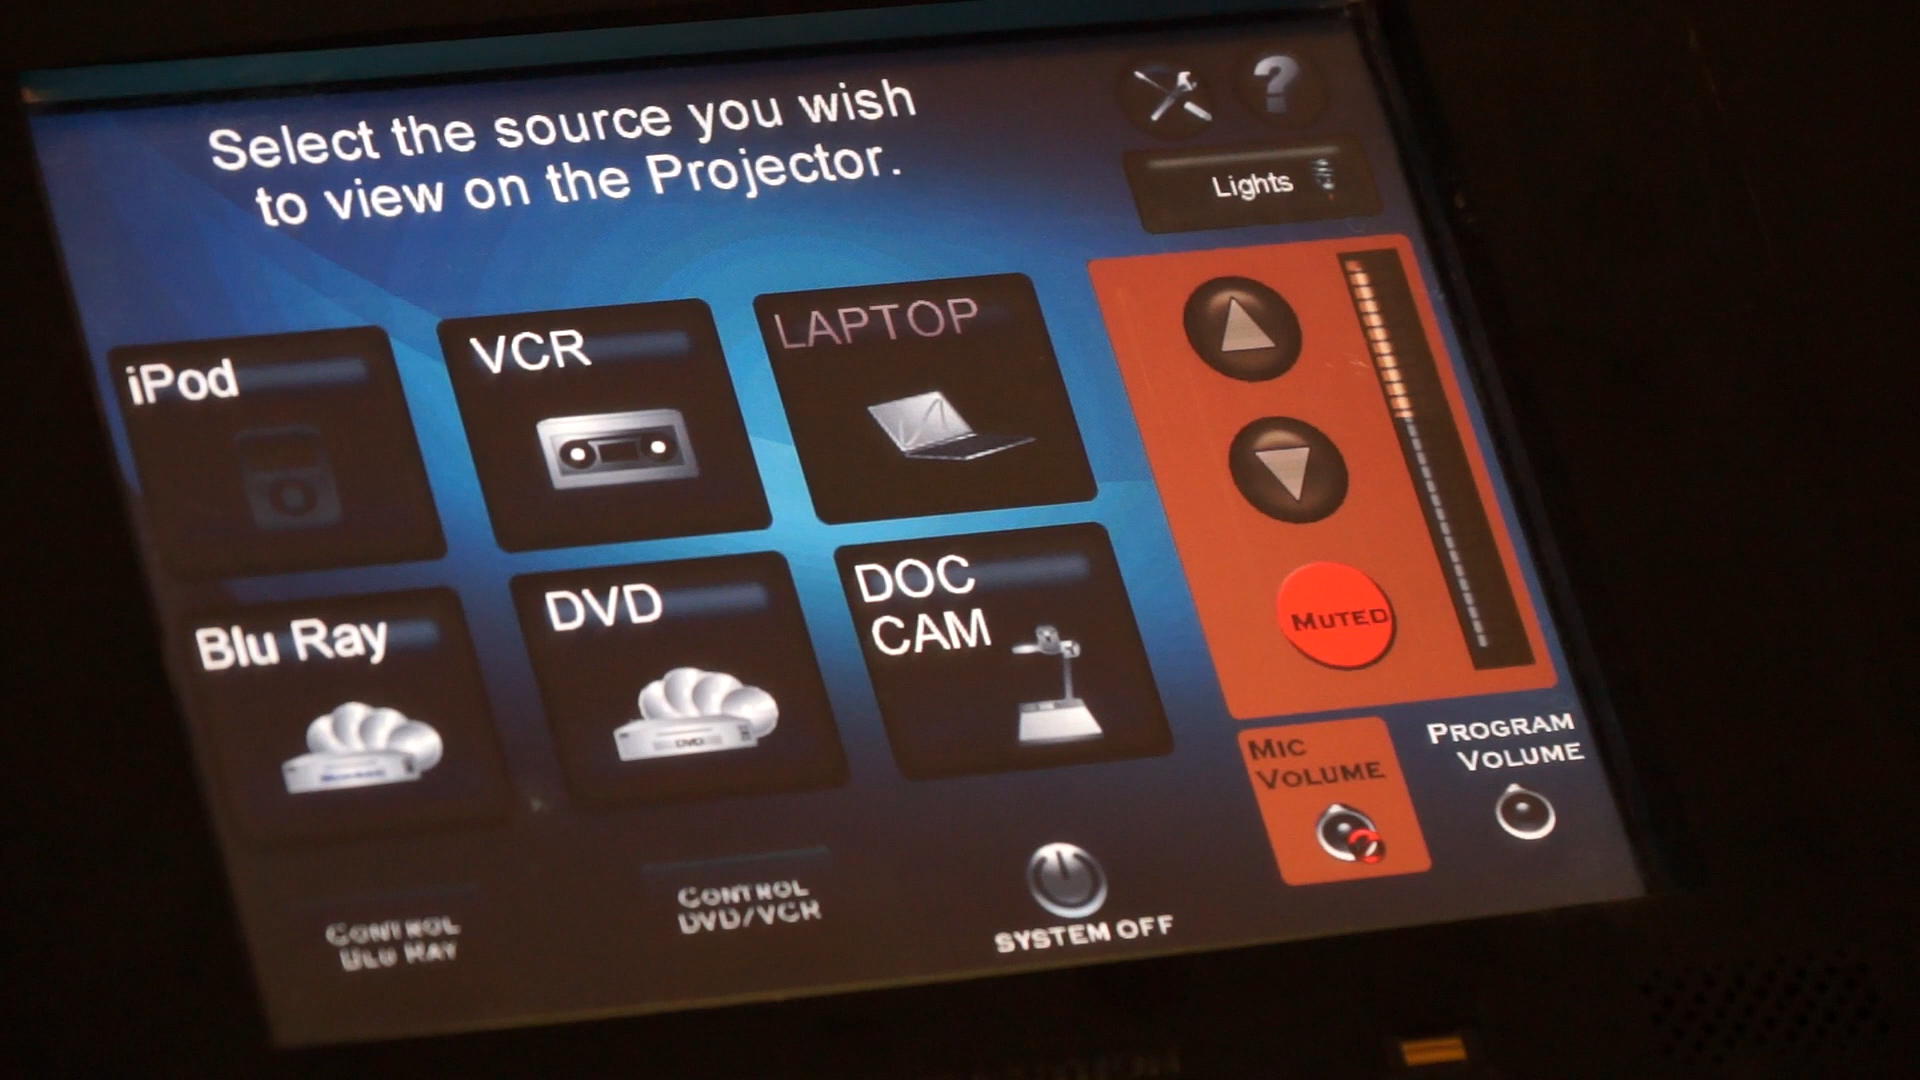 Select the source you wish
to view on the Projector.
?
Lights
iPod
VCR
LAPTOP
Blu Ray
DVD
DOC
CAM
DVD
MUTED
MIC
VOLUME
PROGRAM
VOLUME
CONTROL
BLU RAY
CONTROL
DVD/VCR
SYSTEM OFF